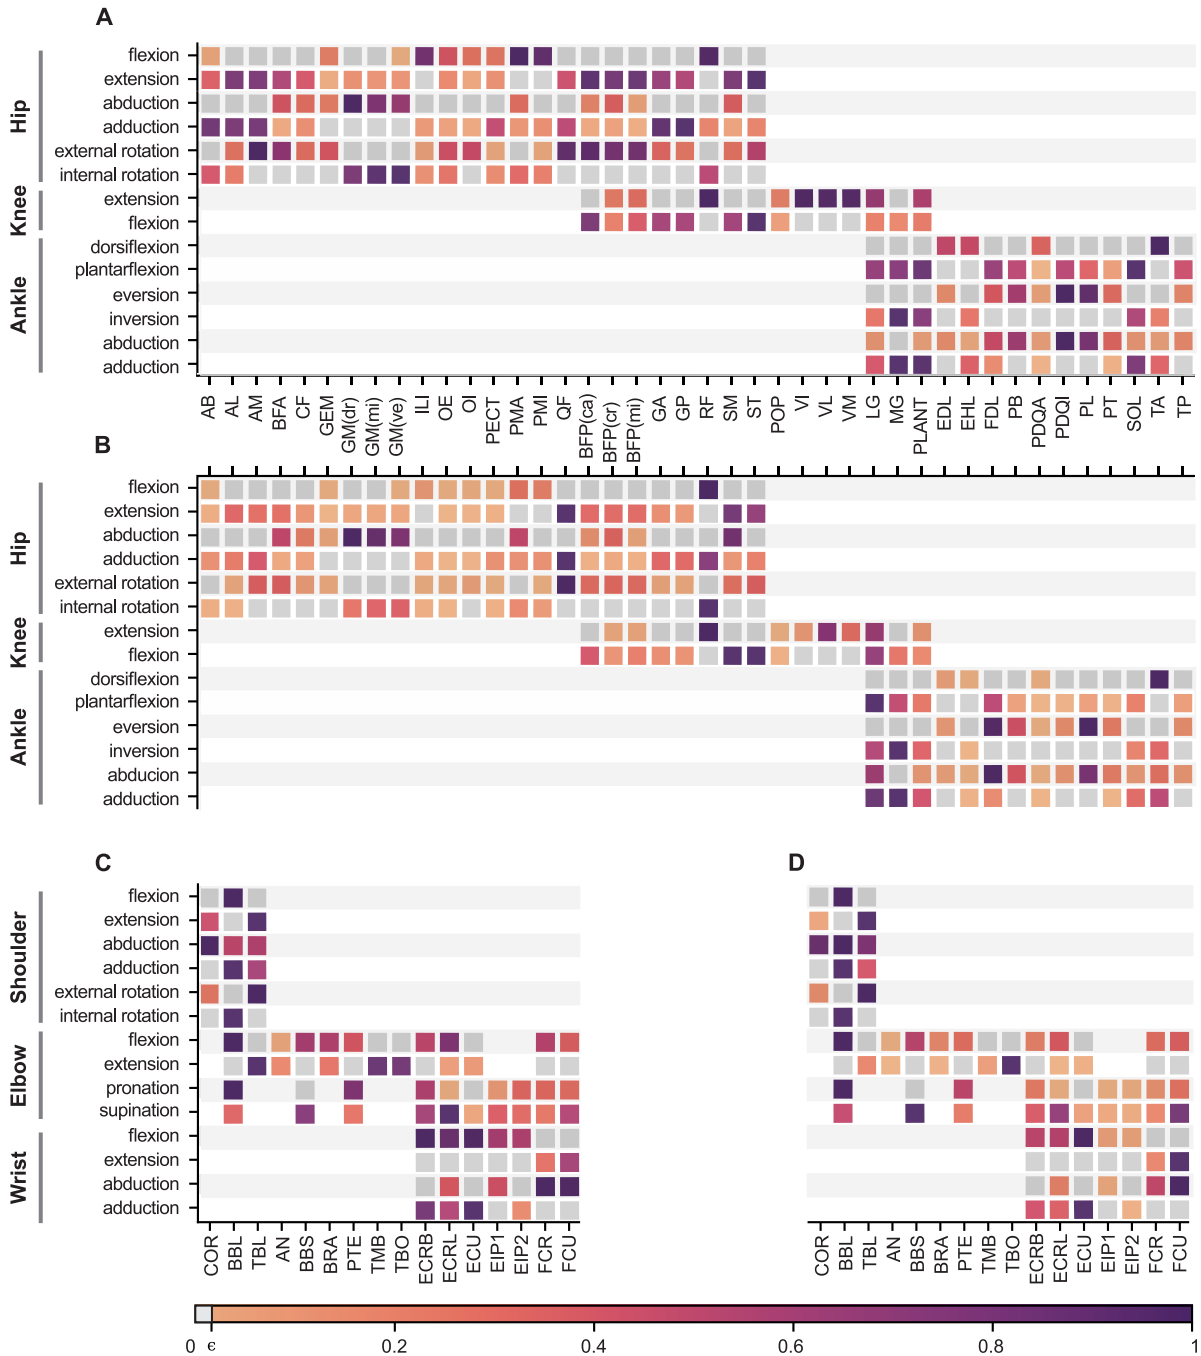 A
Hip
flexion
extension
abduction
adduction
external rotation
internal rotation
Knee
extension
flexion
Ankle
dorsiflexion
plantarflexion
eversion
inversion
abduction
adduction
AB AL AM BFA CF GEM GM(dr) GM(mi) GM(ve) ILI OE OI PECT PMA PMI QF BFP(ca) BFP(cr) BFP(mi) GA GP RF SM ST POP VI VL VM LG MG PLANT EDL EHL FDL PB PDQA PDQI PL PT SOL TA TP
B
Hip
flexion
extension
abduction
adduction
external rotation
internal rotation
Knee
extension
flexion
Ankle
dorsiflexion
plantarflexion
eversion
inversion
abducion
adduction
C
D
Shoulder
flexion
extension
abduction
adduction
external rotation
internal rotation
Elbow
flexion
extension
pronation
supination
Wrist
flexion
extension
abduction
adduction
COR BBL TBL AN BBS BRA PTE TMB TBO ECRB ECRL ECU EIP1 EIP2 FCR FCU
COR BBL TBL AN BBS BRA PTE TMB TBO ECRB ECRL ECU EIP1 EIP2 FCR FCU
0 ϵ 0.2 0.4 0.6 0.8 1